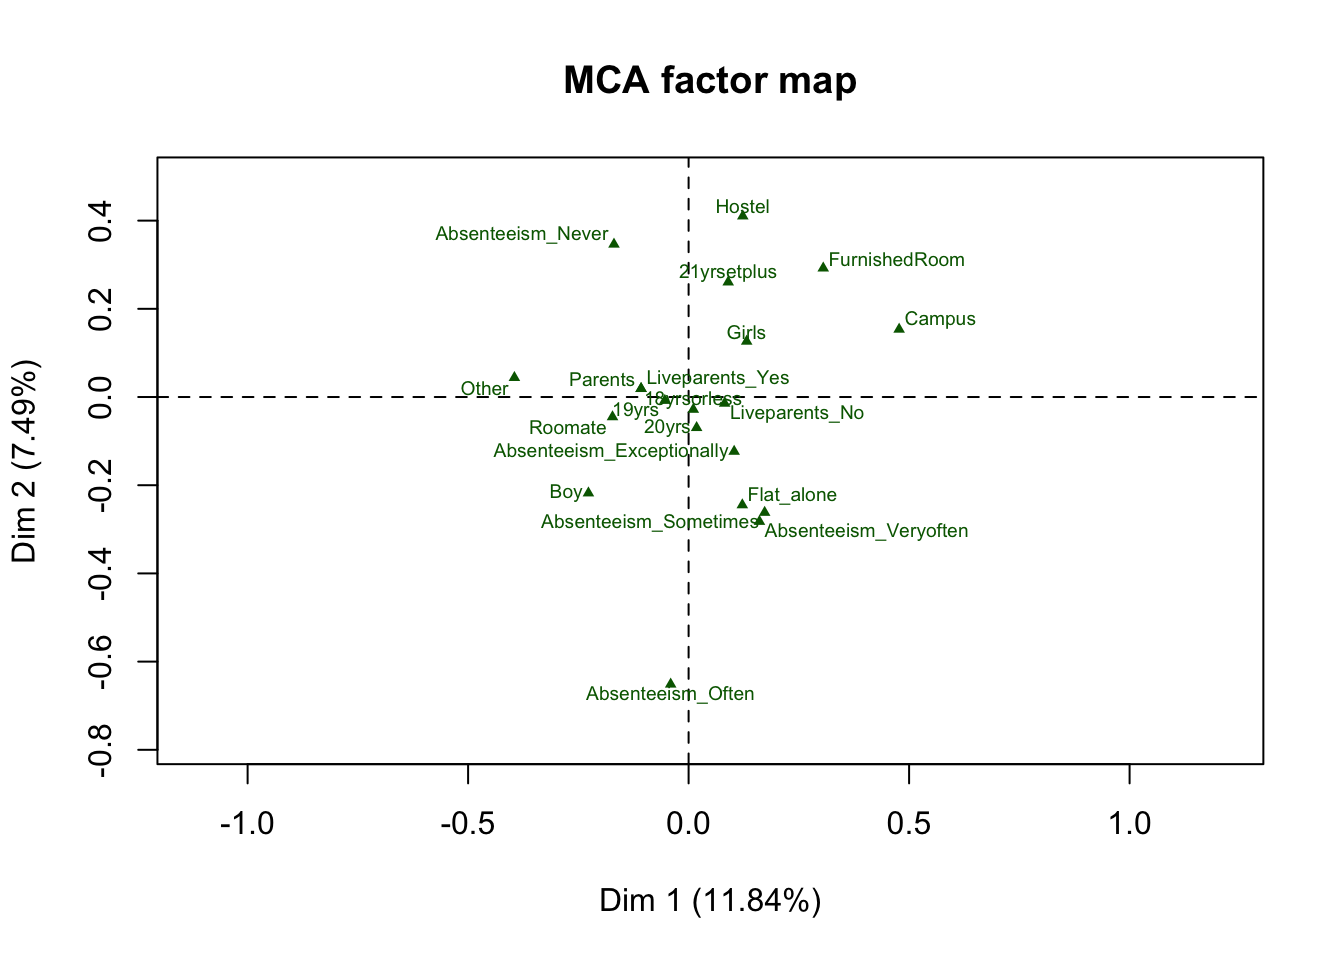 MCA factor map
Hostel
Absenteeism_Never
FurnishedRoom
21yrsetplus
Campus
Girls
Parents
Liveparents_Yes
Other
18yrsorless
19yrs
Liveparents_No
Roomate
20yrs
Absenteeism_Exceptionally
Boy
Flat_alone
Absenteeism_Sometimes
Absenteeism_Veryoften
Absenteeism_Often
0.4
0.2
0.0
-0.2
-0.4
-0.6
-0.8
Dim 2 (7.49%)
-1.0 -0.5 0.0 0.5 1.0
Dim 1 (11.84%)